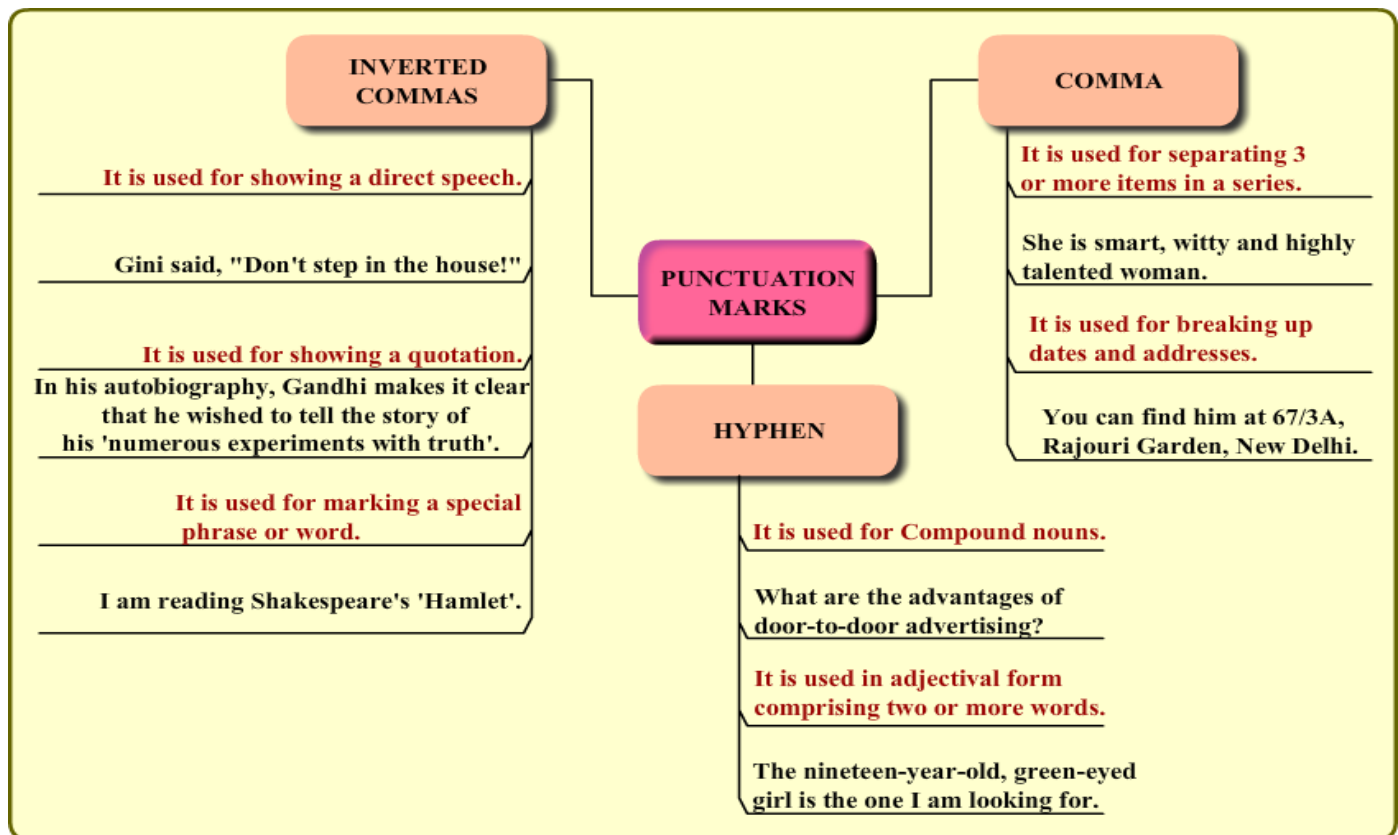 PUNCTUATION
MARKS
INVERTED
COMMAS
It is used for showing a direct speech.
Gini said, "Don't step in the house!"
It is used for showing a quotation.
In his autobiography, Gandhi makes it clear
that he wished to tell the story of
his 'numerous experiments with truth'.
It is used for marking a special
phrase or word.
I am reading Shakespeare's 'Hamlet'.
COMMA
It is used for separating 3
or more items in a series.
She is smart, witty and highly
talented woman.
It is used for breaking up
dates and addresses.
You can find him at 67/3A,
Rajouri Garden, New Delhi.
HYPHEN
It is used for Compound nouns.
What are the advantages of
door-to-door advertising?
It is used in adjectival form
comprising two or more words.
The nineteen-year-old, green-eyed
girl is the one I am looking for.